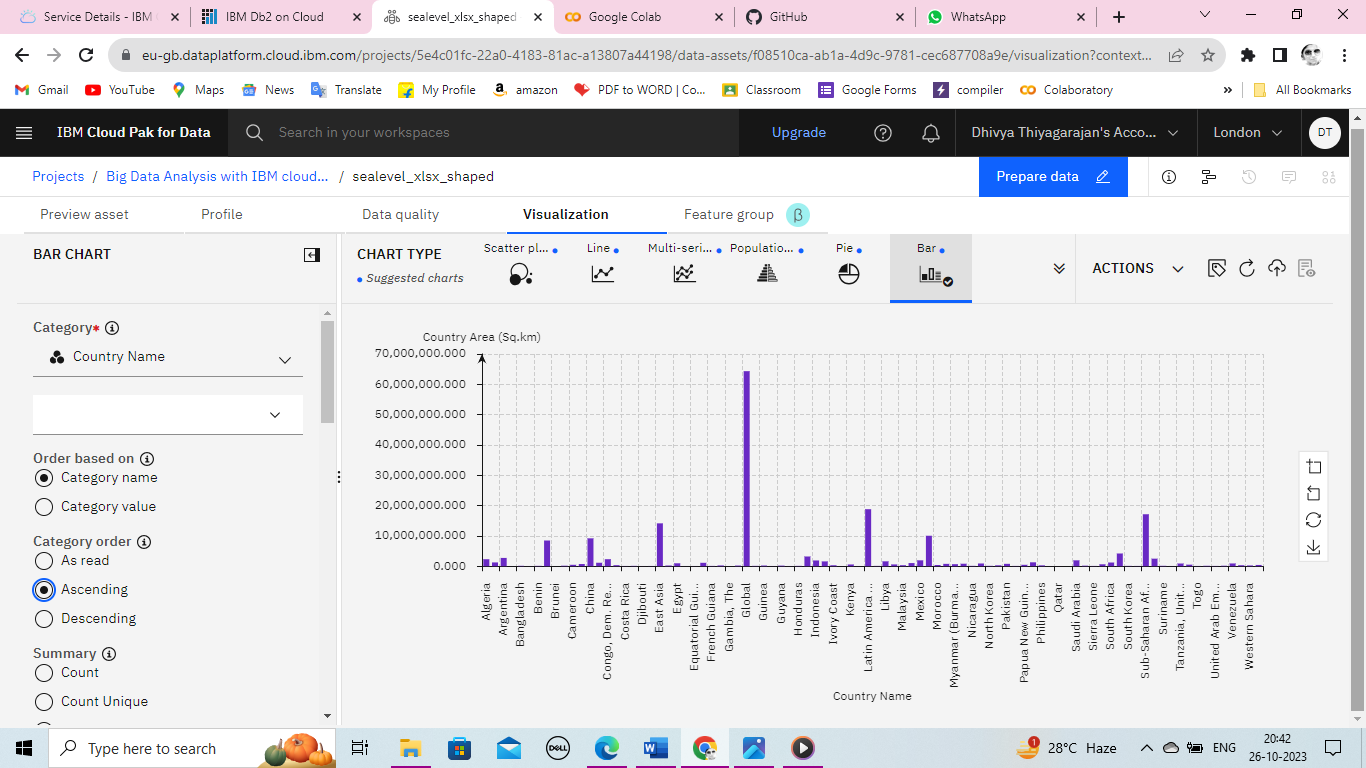 Service Details - IBM
IBM Db2 on Cloud
sealevel_xlsx_shaped
Google Colab
GitHub
WhatsApp
eu-gb.dataplatform.cloud.ibm.com/projects/5e4c01fc-22a0-4183-81ac-a13807a44198/data-assets/f08510ca-ab1a-4d9c-9781-cec687708a9e/visualization?context...
Gmail
YouTube
Maps
News
Translate
My Profile
amazon
PDF to WORD | Co...
Classroom
Google Forms
compiler
Colaboratory
»
All Bookmarks
IBM Cloud Pak for Data
Search in your workspaces
Upgrade
Dhivya Thiyagarajan's Acco...
London
DT
Projects / Big Data Analysis with IBM cloud... / sealevel_xlsx_shaped
Prepare data
Preview asset
Profile
Data quality
Visualization
Feature group β
BAR CHART
CHART TYPE
Suggested charts
Scatter pl...
Line
Multi-seri...
Populatio...
Pie
Bar
ACTIONS
Category*
Country Name
Order based on
Category name
Category value
Category order
As read
Ascending
Descending
Summary
Count
Count Unique
Country Area (Sq.km)
70,000,000.000
60,000,000.000
50,000,000.000
40,000,000.000
30,000,000.000
20,000,000.000
10,000,000.000
0.000
Algeria
Argentina
Bangladesh
Benin
Brunei
Cameroon
China
Congo, Dem. Re...
Costa Rica
Djibouti
East Asia
Egypt
Equatorial Gui...
French Guiana
Gambia, The
Global
Guinea
Guyana
Honduras
Indonesia
Ivory Coast
Kenya
Latin America ...
Libya
Malaysia
Mexico
Morocco
Myanmar (Burma...
Nicaragua
North Korea
Pakistan
Papua New Guin...
Philippines
Qatar
Saudi Arabia
Sierra Leone
South Africa
South Korea
Sub-Saharan Af...
Suriname
Tanzania, Unit...
Togo
United Arab Em...
Venezuela
Western Sahara
Country Name
Type here to search
DELL
1
28°C Haze
ENG
20:42
26-10-2023